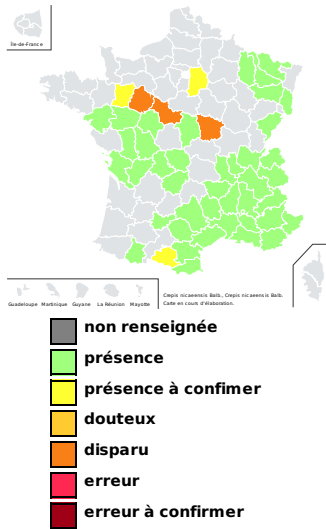 Île-de-France
Guadeloupe Martinique Guyane La Réunion Mayotte
Crepis nicaeensis Balb., Crepis nicaeensis Balb.
Carte en cours d'élaboration.
non renseignée
présence
présence à confimer
douteux
disparu
erreur
erreur à confirmer